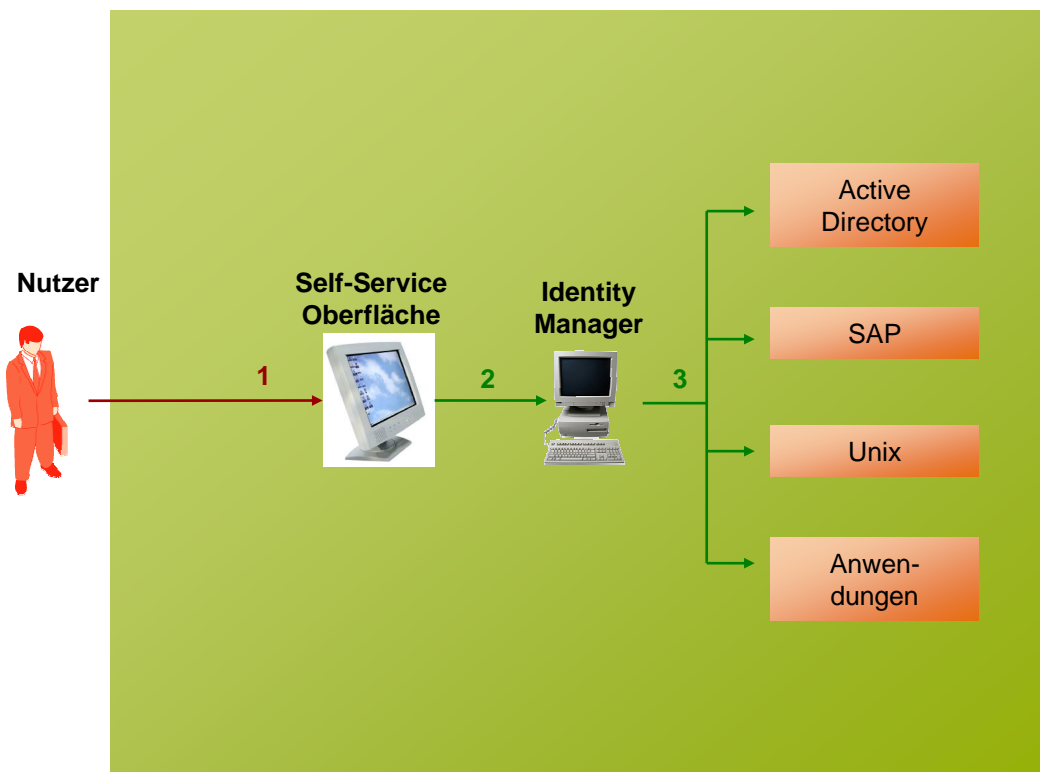 Nutzer
Self-Service
Oberfläche
Identity
Manager
1
2
3
Active
Directory
SAP
Unix
Anwen-
dungen